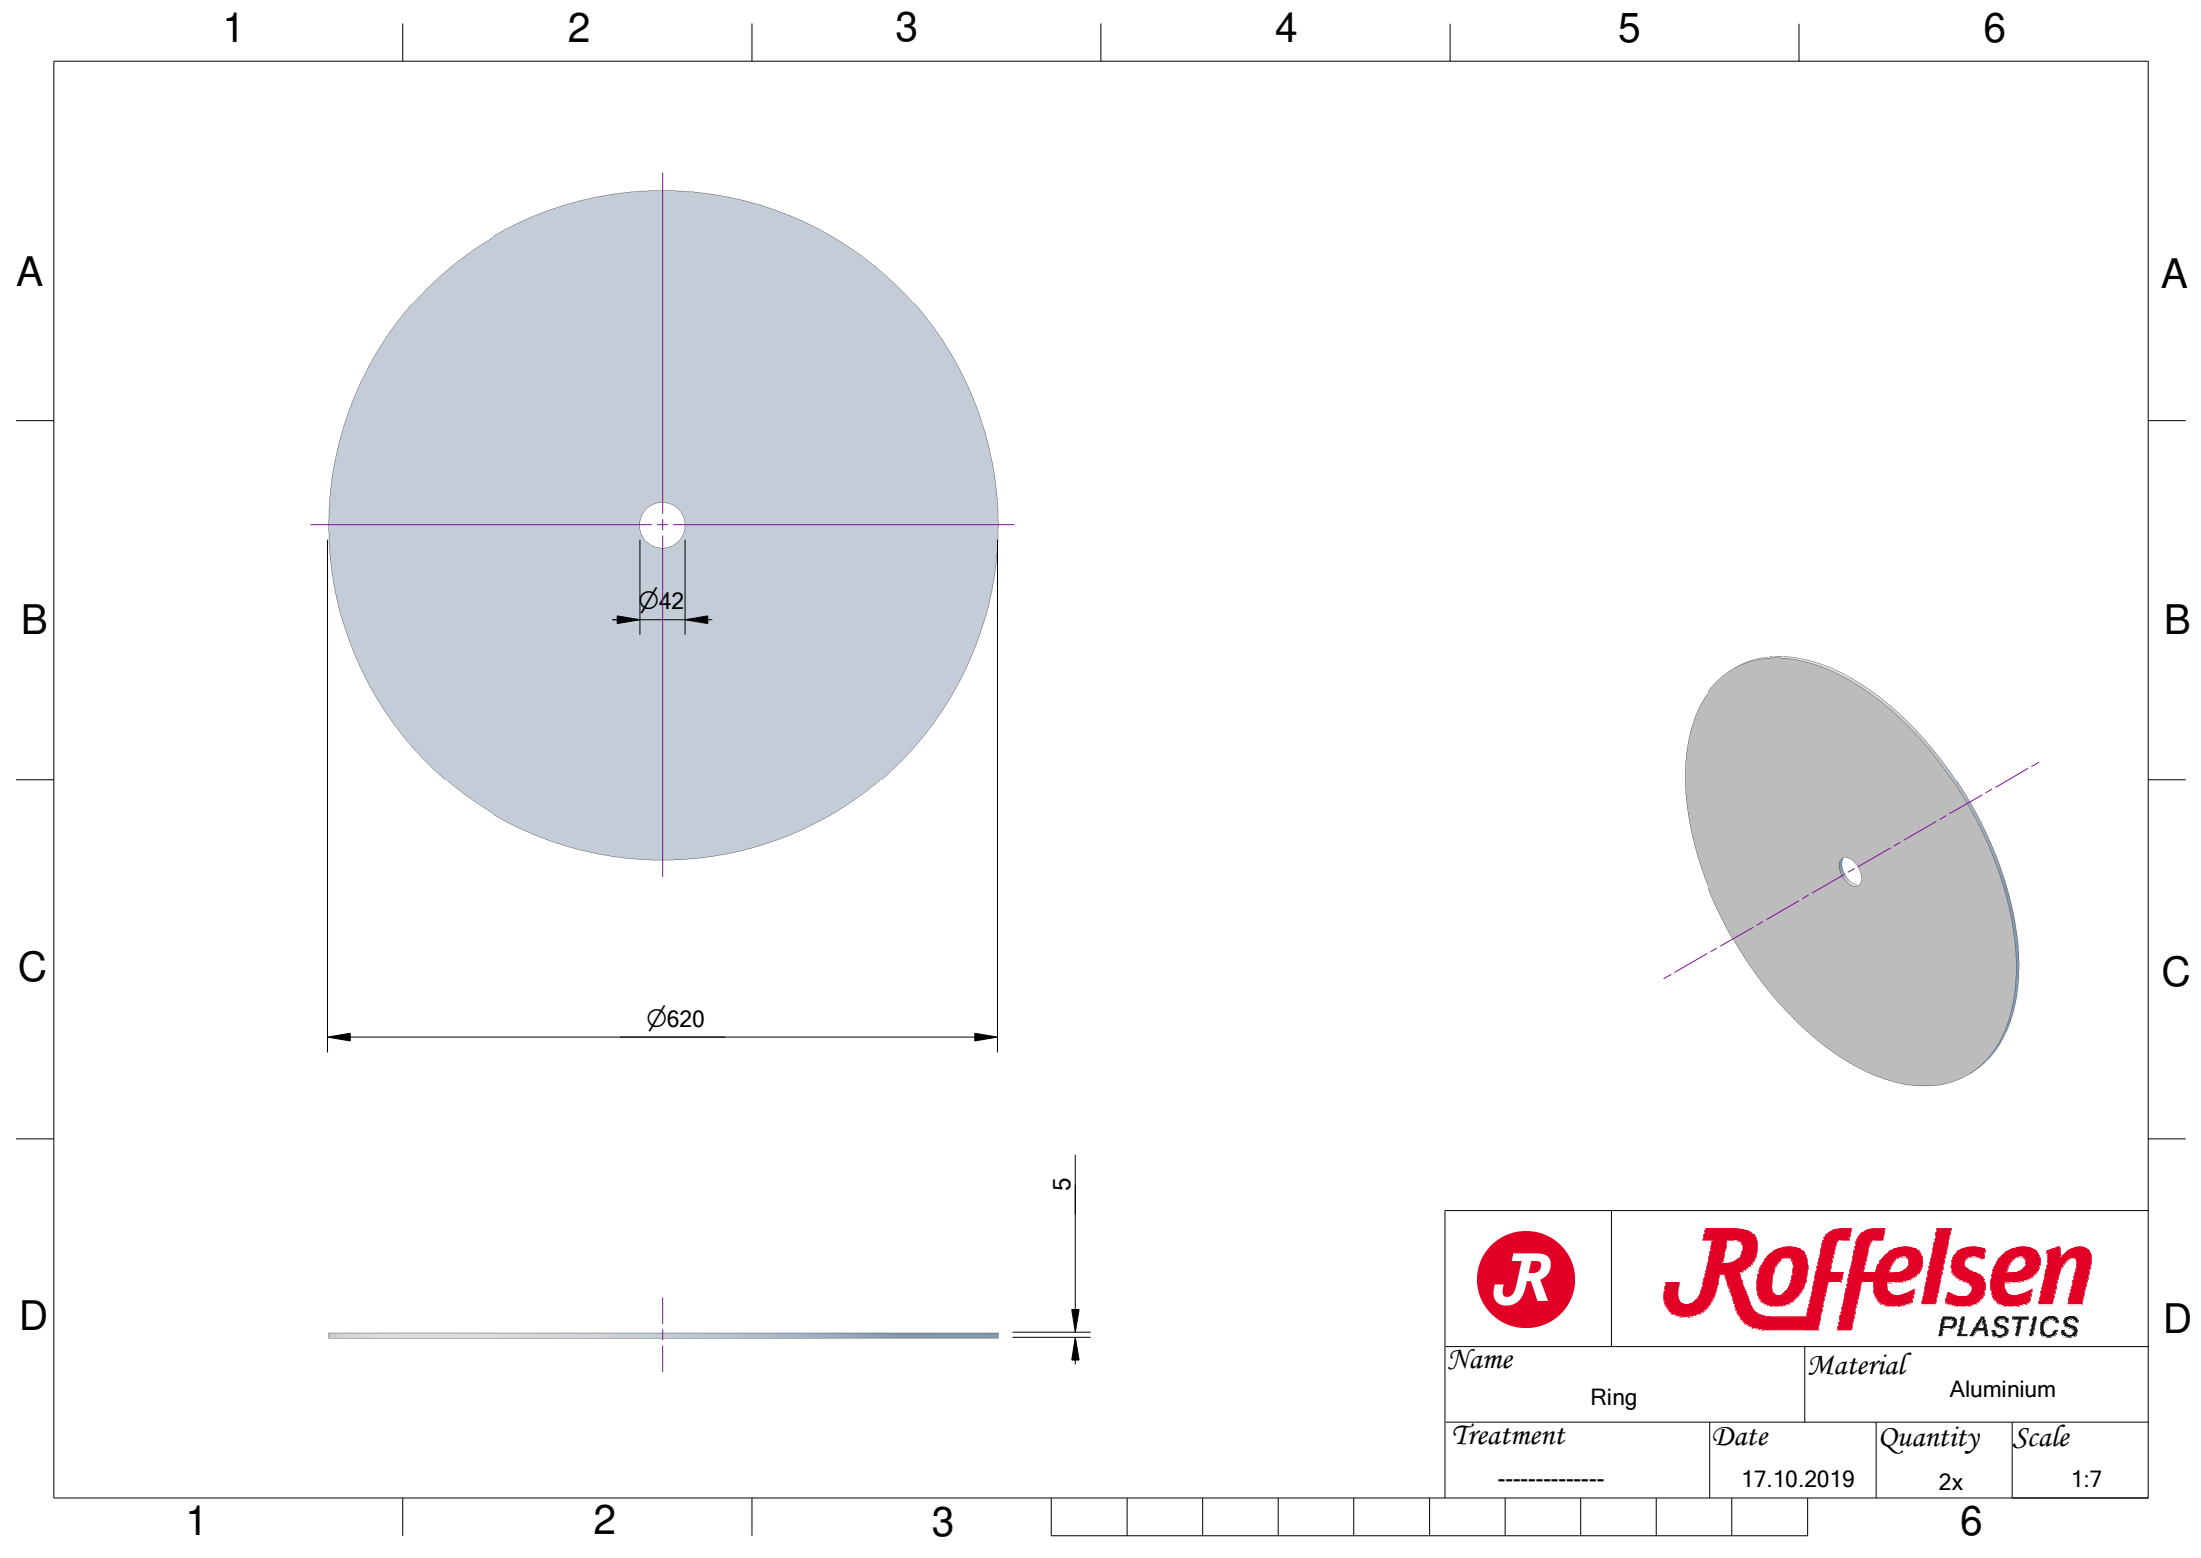 1 2 3 4 5 6
A A
Ø42
B B
C C
Ø620
5
D D
JR
Roffelsen
PLASTICS
Name
Ring
Material
Aluminium
Treatment
--------------
Date
17.10.2019
Quantity
2x
Scale
1:7
1 2 3 6